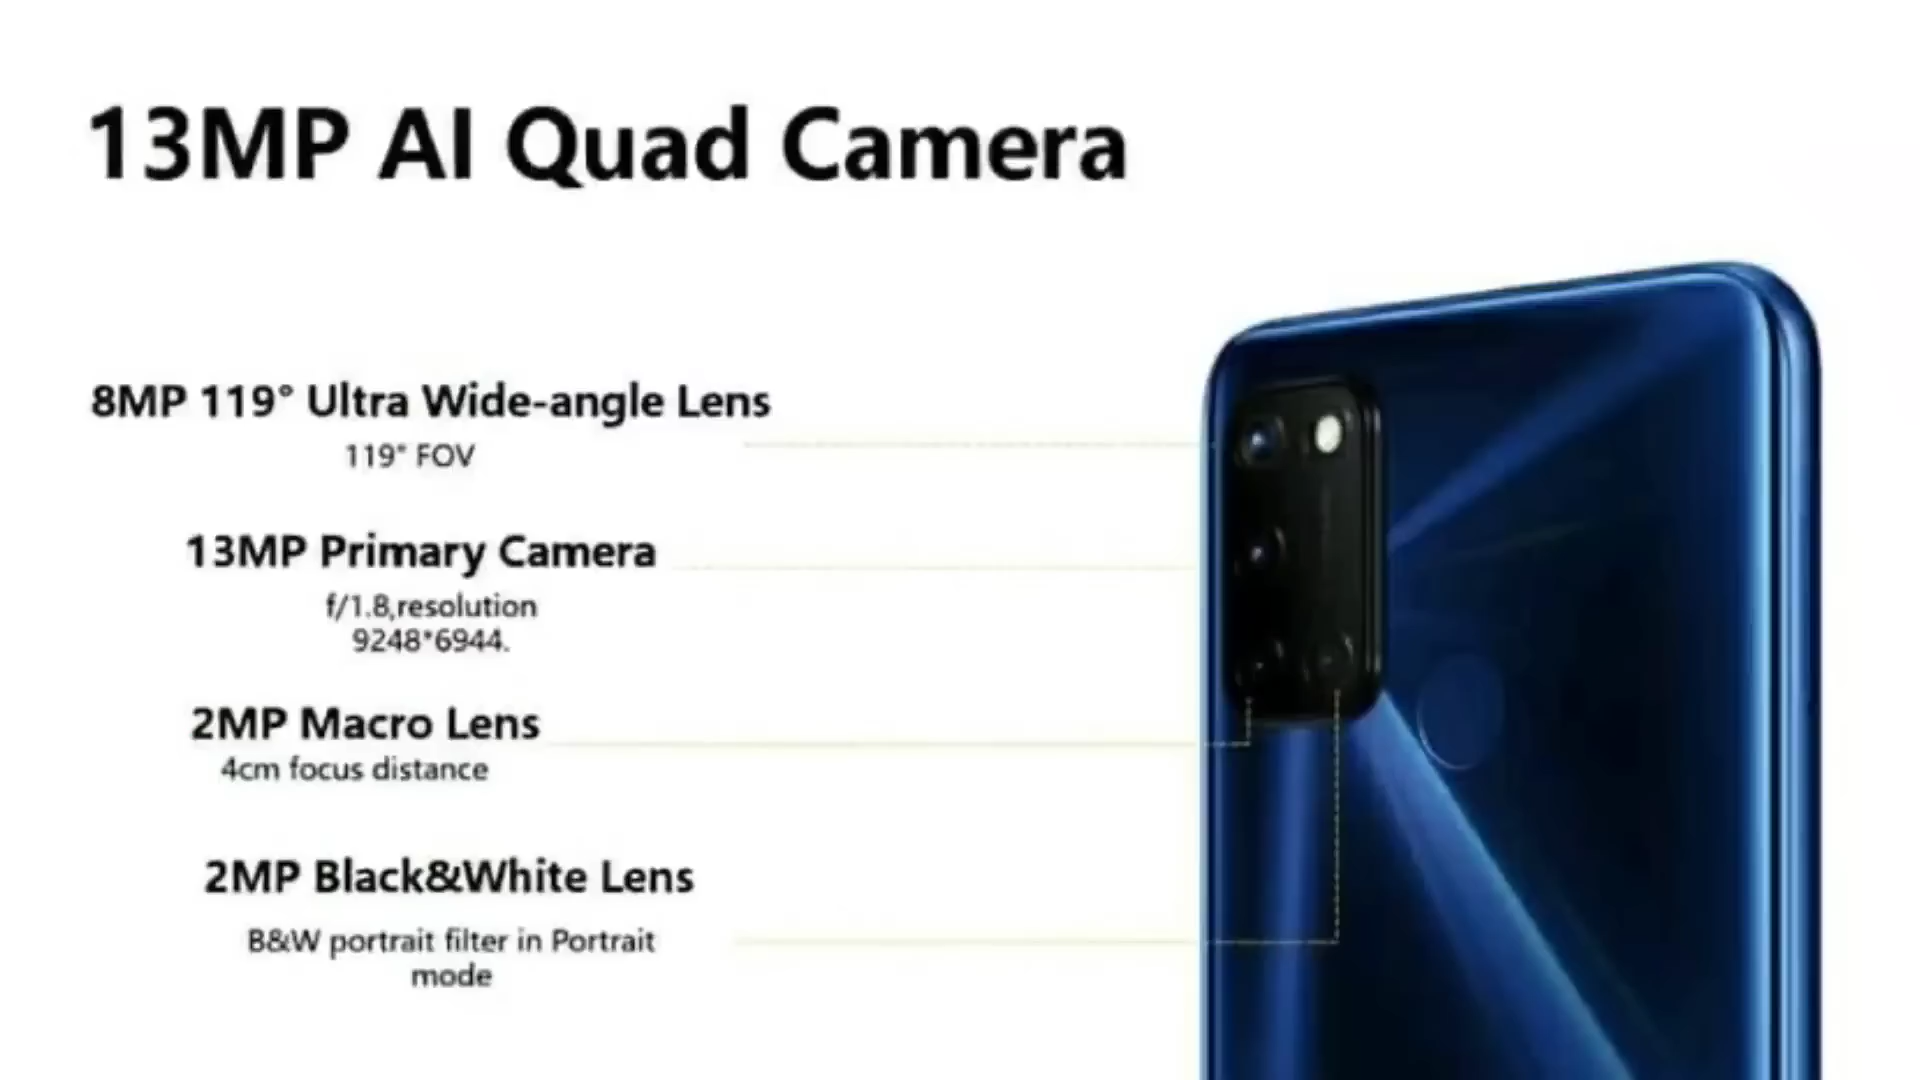 13MP AI Quad Camera
8MP 119° Ultra Wide-angle Lens
119° FOV
13MP Primary Camera
f/1.8,resolution
9248*6944.
2MP Macro Lens
4cm focus distance
2MP Black&White Lens
B&W portrait filter in Portrait
mode